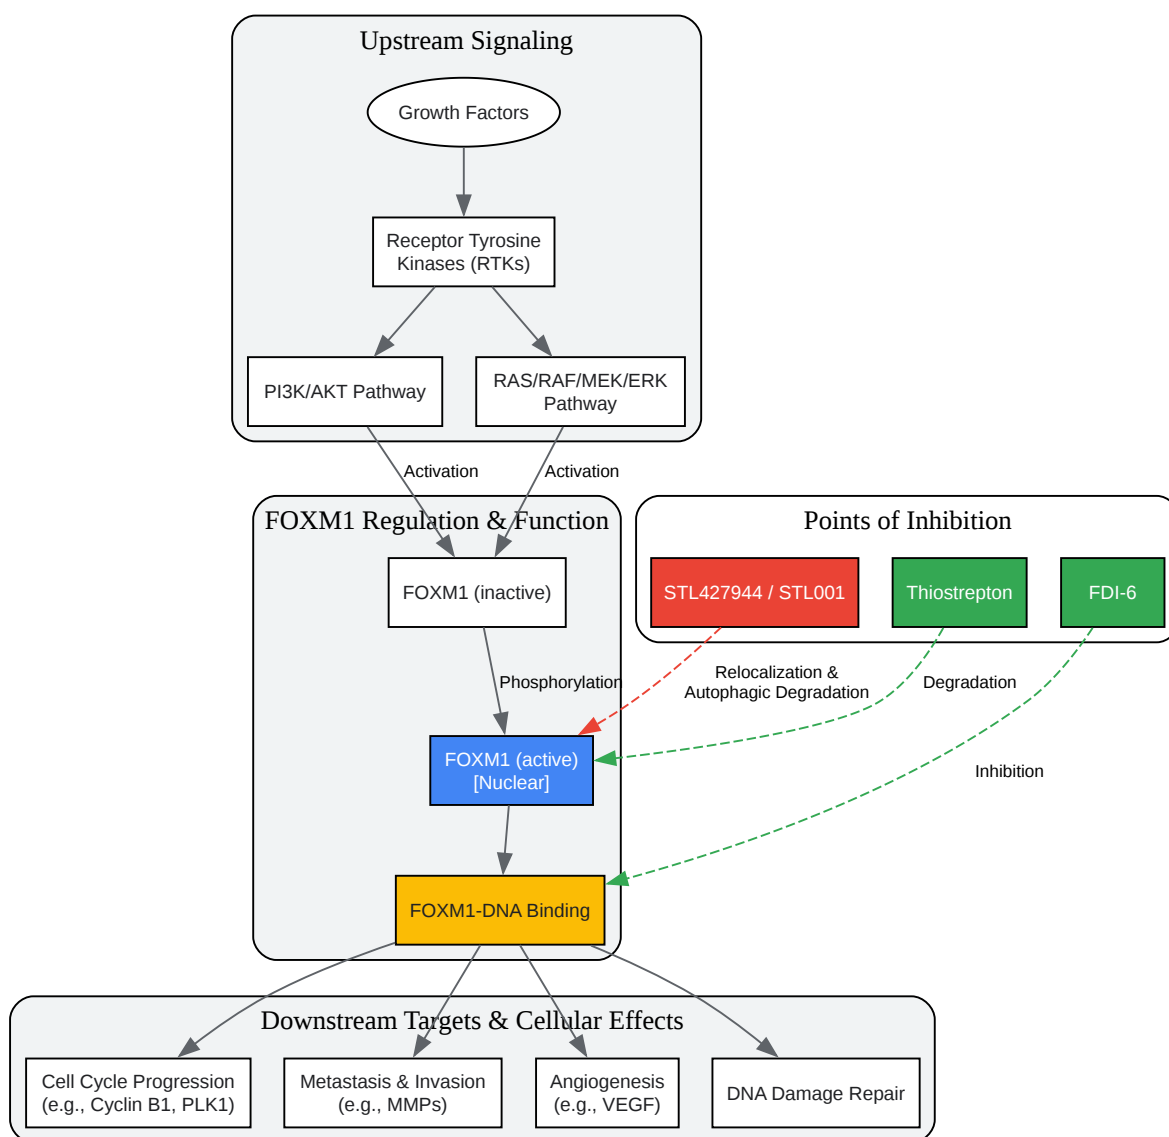 Upstream Signaling
Growth Factors
Receptor Tyrosine
Kinases (RTKs)
PI3K/AKT Pathway
RAS/RAF/MEK/ERK
Pathway
Activation
Activation
FOXM1 Regulation & Function
Points of Inhibition
FOXM1 (inactive)
STL427944 / STL001
Thiostrepton
FDI-6
Phosphorylation
Relocalization &
Autophagic Degradation
Degradation
FOXM1 (active)
[Nuclear]
Inhibition
FOXM1-DNA Binding
Downstream Targets & Cellular Effects
Cell Cycle Progression
(e.g., Cyclin B1, PLK1)
Metastasis & Invasion
(e.g., MMPs)
Angiogenesis
(e.g., VEGF)
DNA Damage Repair